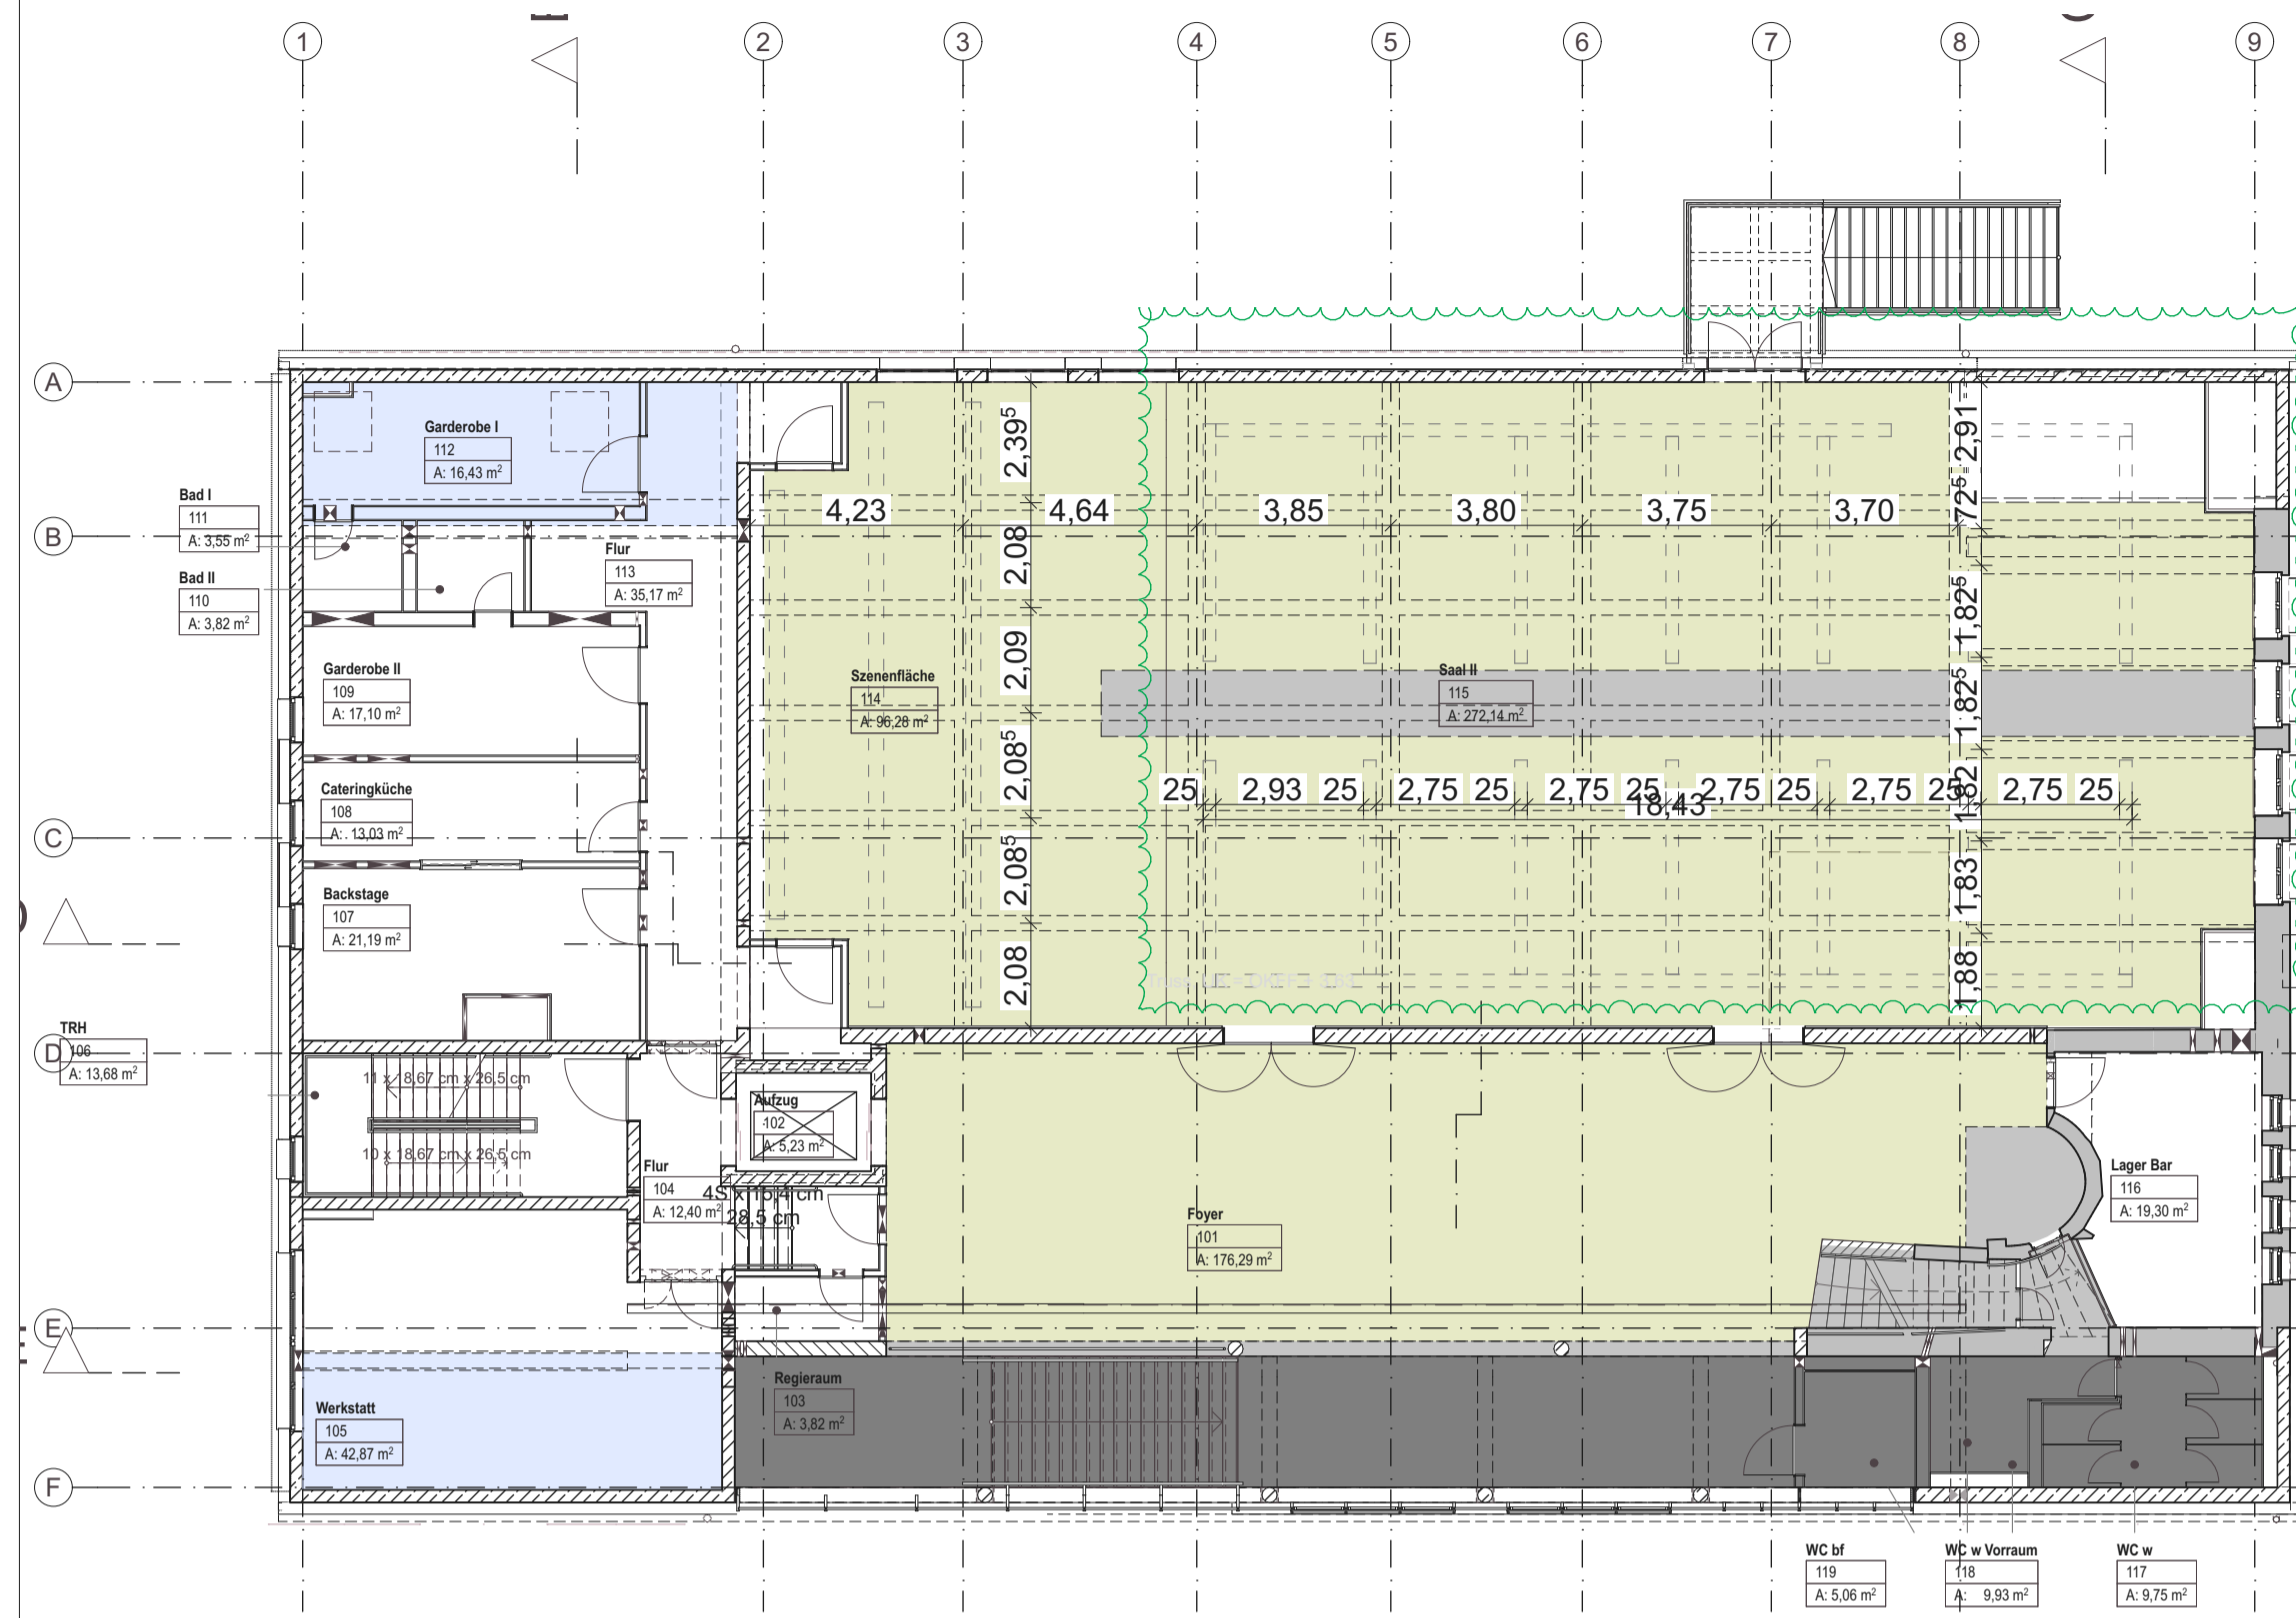 1
2
3
4
5
6
7
8
9
A
B
C
D
E
F
Garderobe I
112
A: 16,43 m²
Bad I
111
A: 3,55 m²
Bad II
110
A: 3,82 m²
Flur
113
A: 35,17 m²
Garderobe II
109
A: 17,10 m²
Cateringküche
108
A: 13,03 m²
Backstage
107
A: 21,19 m²
TRH
106
A: 13,68 m²
11 x 18,67 cm x 26,5 cm
10 x 18,67 cm x 26,5 cm
Aufzug
102
A: 5,23 m²
Flur
104
A: 12,40 m²
4S x 16,4 cm
28,5 cm
Werkstatt
105
A: 42,87 m²
Regieraum
103
A: 3,82 m²
Foyer
101
A: 176,29 m²
Szenenfläche
114
A: 96,28 m²
Saal II
115
A: 272,14 m²
Lager Bar
116
A: 19,30 m²
WC bf
119
A: 5,06 m²
WC w Vorraum
118
A: 9,93 m²
WC w
117
A: 9,75 m²
4,23
4,64
3,85
3,80
3,75
3,70
2,39⁵
2,08
2,09
2,08⁵
2,08⁵
2,08
2,91
72⁵
1,82⁵
1,82⁵
1,82
1,83
1,88
25 2,93 25 2,75 25 2,75 25 2,75 25 2,75 25 2,75 25
18,43